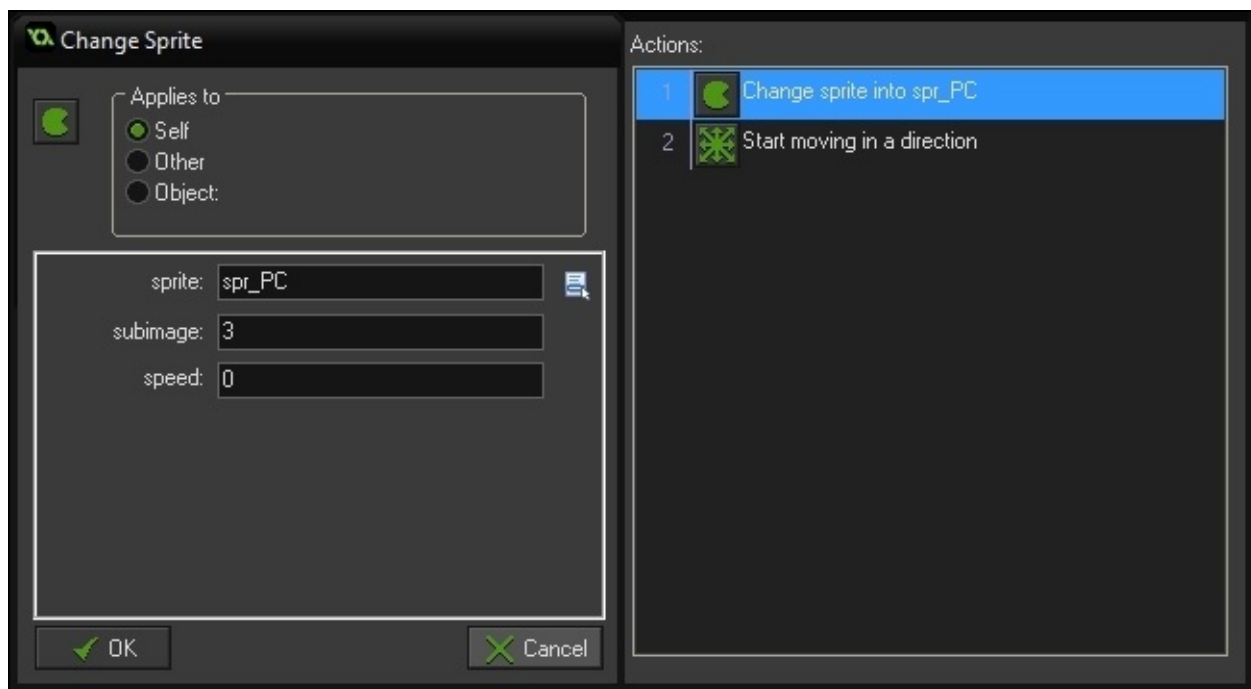 Change Sprite
Applies to
Self
Other
Object:
sprite: spr_PC
subimage: 3
speed: 0
OK
Cancel
Actions:
1 Change sprite into spr_PC
2 Start moving in a direction